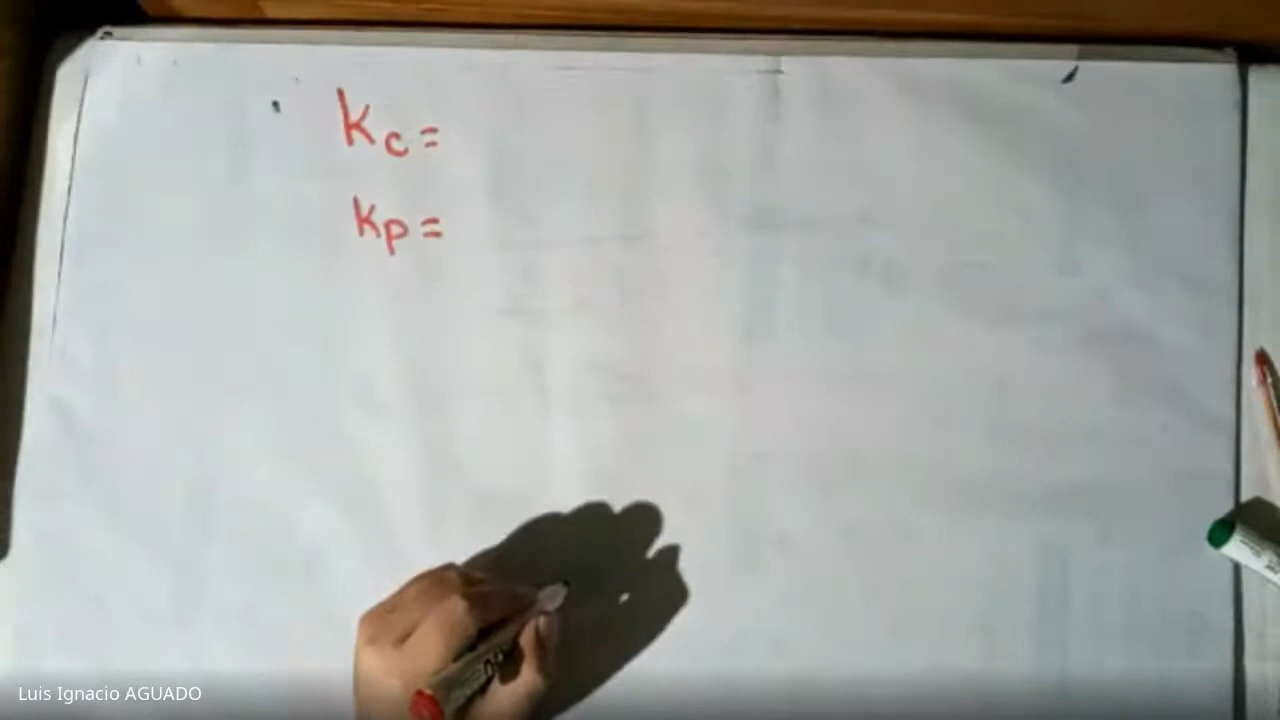 Kc=
Kp=
Luis Ignacio AGUADO